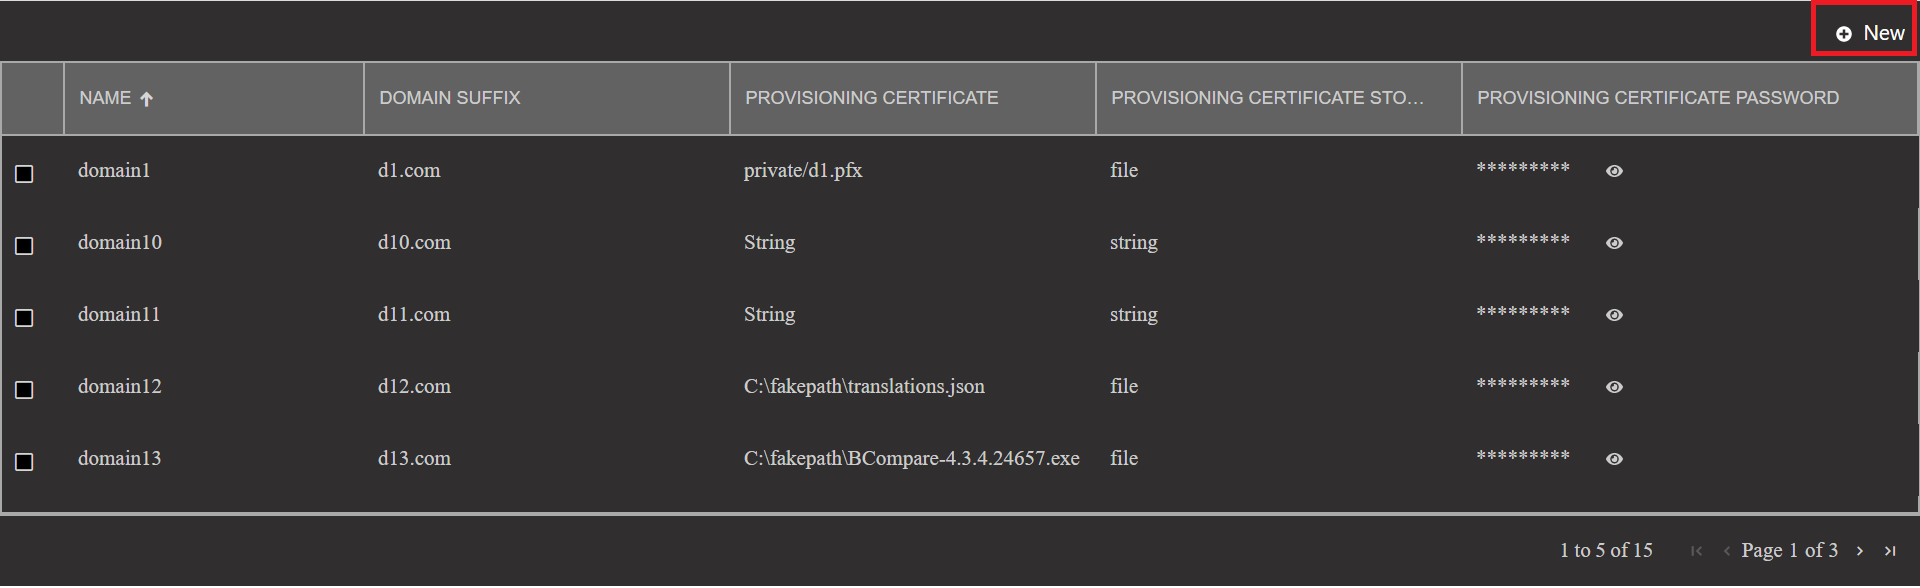 New
NAME DOMAIN SUFFIX PROVISIONING CERTIFICATE PROVISIONING CERTIFICATE STO... PROVISIONING CERTIFICATE PASSWORD
domain1 d1.com private/d1.pfx file *********
domain10 d10.com String string *********
domain11 d11.com String string *********
domain12 d12.com C:\fakepath\translations.json file *********
domain13 d13.com C:\fakepath\BCompare-4.3.4.24657.exe file *********
1 to 5 of 15 Page 1 of 3